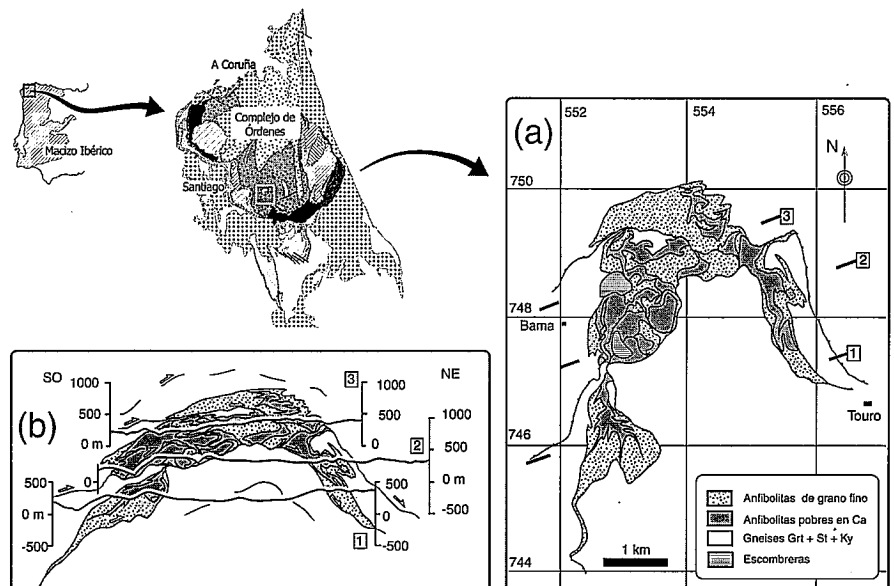 A Coruña
Complejo de
Órdenes
Macizo Ibérico
Santiago
(a)
552
554
556
N
750
3
2
748
Bama
1
Touro
746
744
1 km
Anfibolitas de grano fino
Anfibolitas pobres en Ca
Gneises Grt + St + Ky
Escombreras
(b)
SO
NE
1000
500
0 m
500
0 m
-500
3
1000
500
0
2
1000
500
0 m
-500
500
0
500
0
-500
1